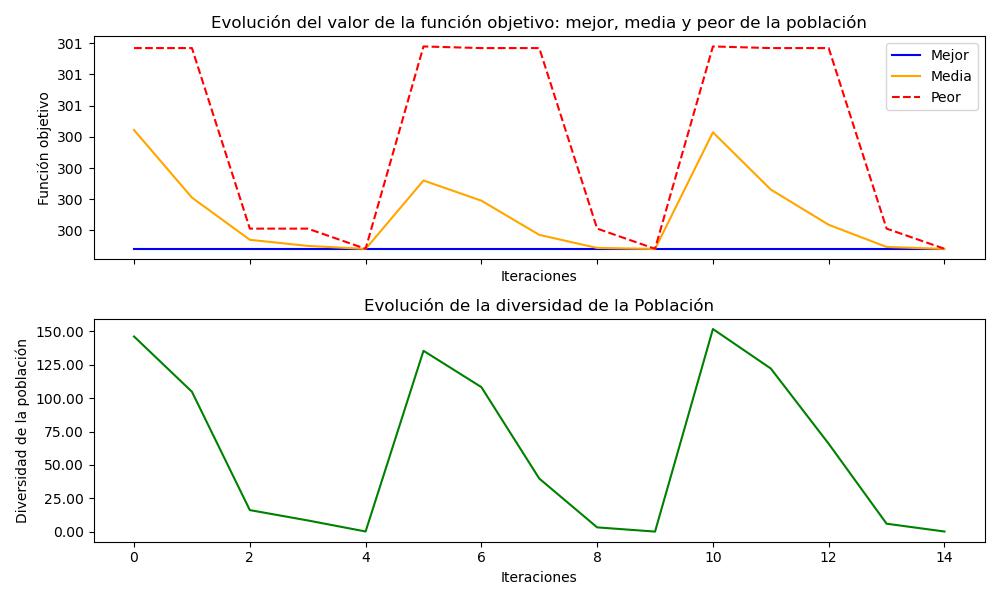 Evolución del valor de la función objetivo: mejor, media y peor de la población
301
301
301
300
300
300
300
Función objetivo
Mejor
Media
Peor
Iteraciones
Evolución de la diversidad de la Población
150.00
125.00
100.00
75.00
50.00
25.00
0.00
Diversidad de la población
0 2 4 6 8 10 12 14
Iteraciones